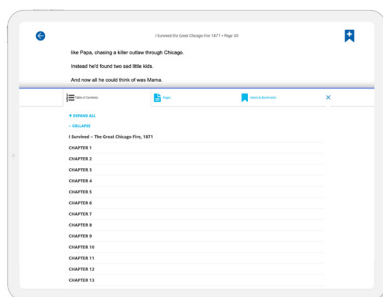 I Survived the Great Chicago Fire 1871 • Page 50
like Papa, chasing a killer outlaw through Chicago.
Instead he'd found two sad little kids.
And now all he could think of was Mama.
Table of Contents
Pages
+ EXPAND ALL
- COLLAPSE
I Survived – The Great Chicago Fire, 1871
CHAPTER 1
CHAPTER 2
CHAPTER 3
CHAPTER 4
CHAPTER 5
CHAPTER 6
CHAPTER 7
CHAPTER 8
CHAPTER 9
CHAPTER 10
CHAPTER 11
CHAPTER 12
CHAPTER 13